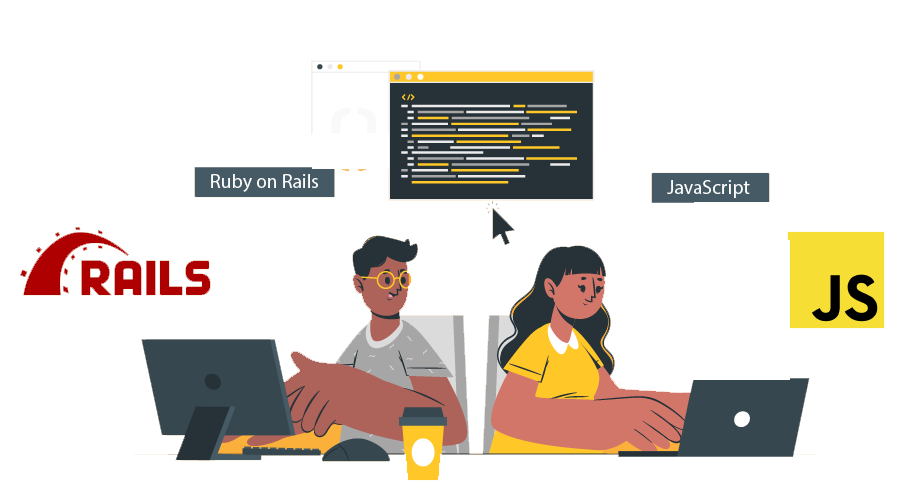 </>
Ruby on Rails
JavaScript
RAILS
JS